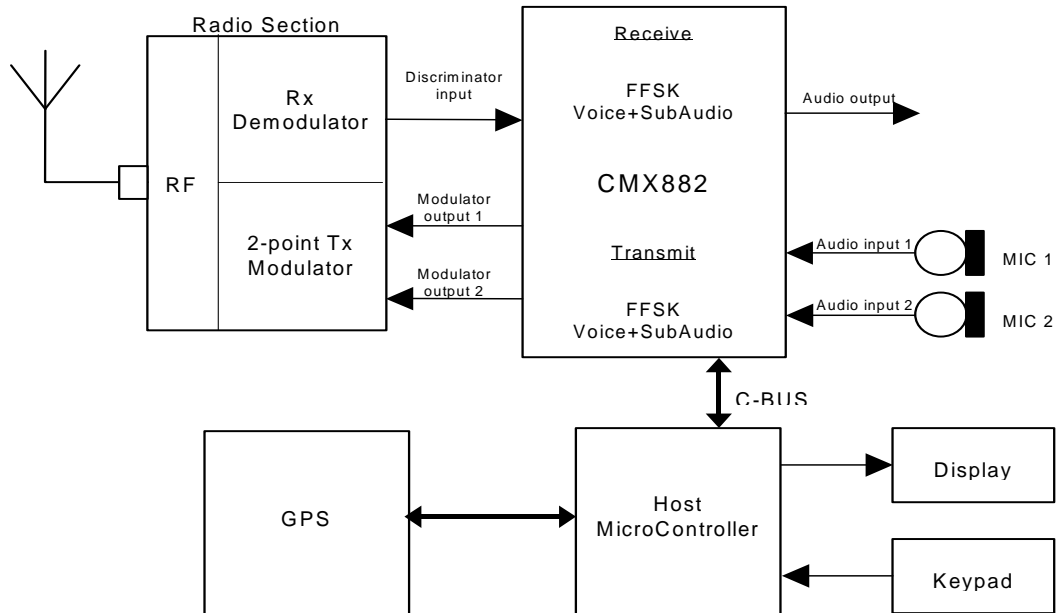 Radio Section
RF
Rx
Demodulator
2-point Tx
Modulator
Discriminator
input
Modulator
output 1
Modulator
output 2
Receive
FFSK
Voice+SubAudio
CMX882
Transmit
FFSK
Voice+SubAudio
Audio output
Audio input 1
MIC 1
Audio input 2
MIC 2
C-BUS
GPS
Host
MicroController
Display
Keypad